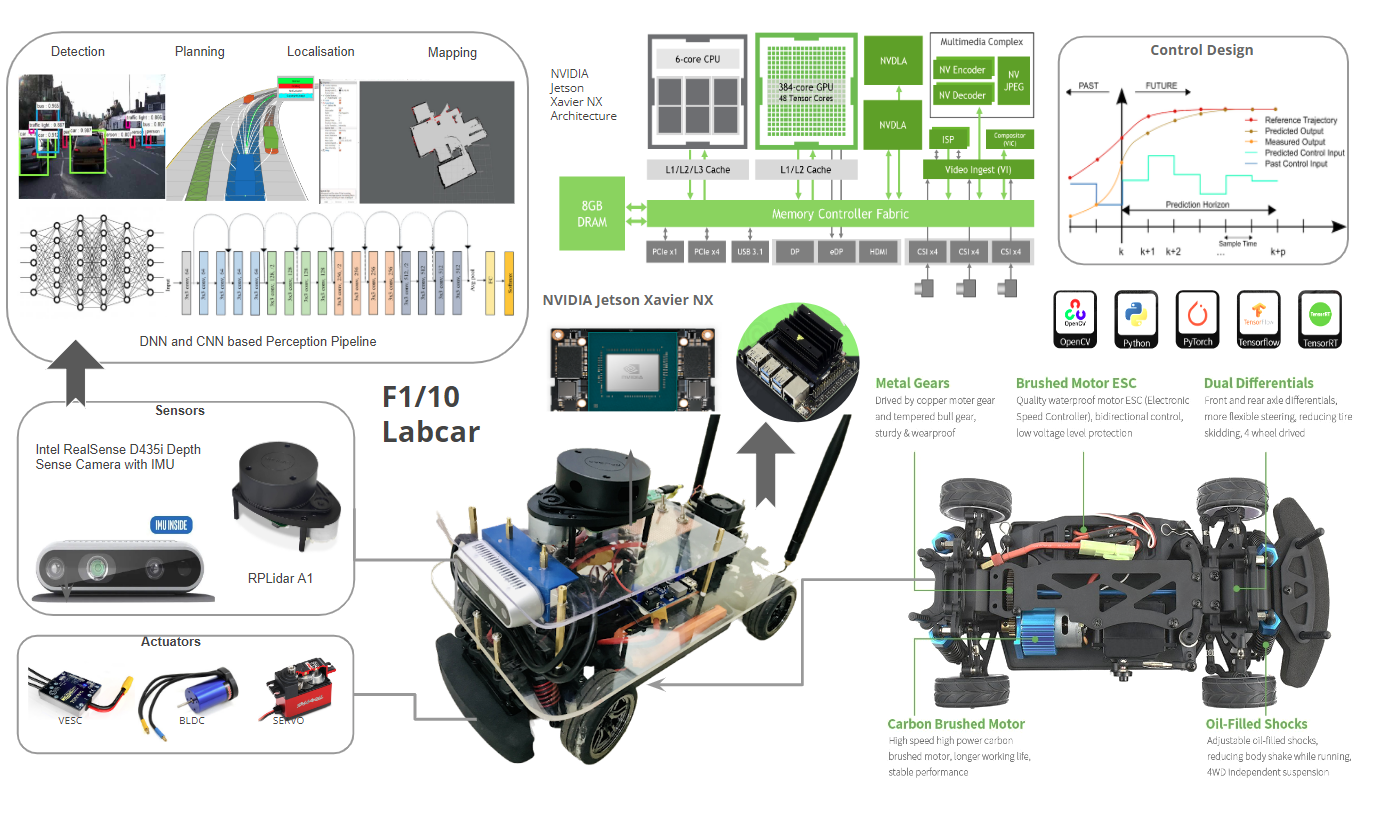 Detection
Planning
Localisation
Mapping
DNN and CNN based Perception Pipeline
Sensors
Intel RealSense D435i Depth
Sense Camera with IMU
IMU INSIDE
RPLidar A1
Actuators
VESC
BLDC
SERVO
F1/10
Labcar
NVIDIA
Jetson
Xavier NX
Architecture
6-core CPU
384-core GPU
48 Tensor Cores
NVDLA
NVDLA
Multimedia Complex
NV Encoder
NV Decoder
NV
JPEG
ISP
Compositor
(VIC)
L1/L2/L3 Cache
L1/L2 Cache
Video Ingest (VI)
8GB
DRAM
Memory Controller Fabric
PCIe x1
PCIe x4
USB 3.1
DP
eDP
HDMI
CSI x4
CSI x4
CSI x4
NVIDIA Jetson Xavier NX
Control Design
PAST
FUTURE
Reference Trajectory
Predicted Output
Measured Output
Predicted Control Input
Past Control Input
Prediction Horizon
Sample Time
k
k+1
k+2
...
k+p
OpenCV
Python
PyTorch
Tensorflow
TensorRT
Metal Gears
Driven by copper moter gear
and tempered bull gear,
sturdy & wearproof
Brushed Motor ESC
Quality waterproof motor ESC (Electronic
Speed Controller), bidirectional control,
low voltage level protection
Dual Differentials
Front and rear axle differentials,
more flexible steering, reducing tire
skidding, 4 wheel drived
Carbon Brushed Motor
High speed high power carbon
brushed motor, longer working life,
stable performance
Oil-Filled Shocks
Adjustable oil-filled shocks,
reducing body shake while running,
4WD independent suspension